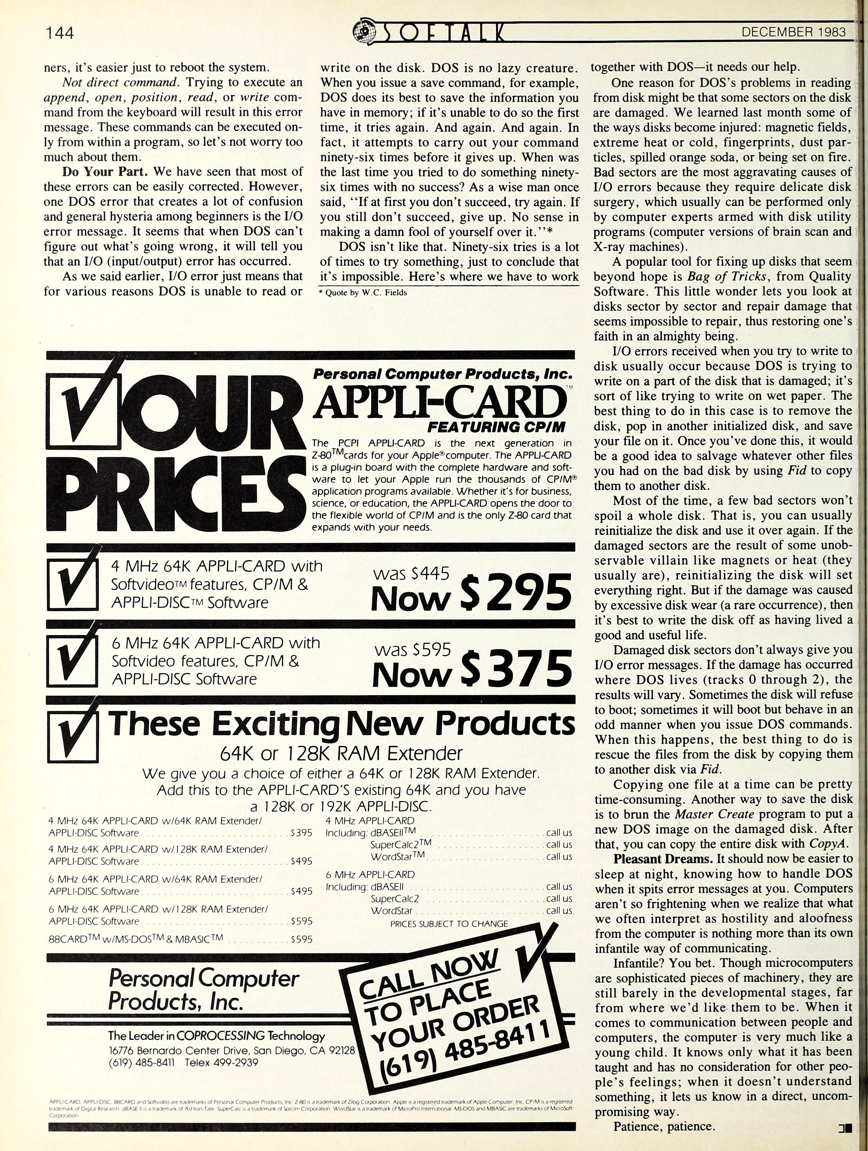 144
SOFTALK
DECEMBER 1983
ners, it's easier just to reboot the system.
Not direct command. Trying to execute an
append, open, position, read, or write com-
mand from the keyboard will result in this error
message. These commands can be executed on-
ly from within a program, so let's not worry too
much about them.
Do Your Part. We have seen that most of
these errors can be easily corrected. However,
one DOS error that creates a lot of confusion
and general hysteria among beginners is the I/O
error message. It seems that when DOS can't
figure out what's going wrong, it will tell you
that an I/O (input/output) error has occurred.
As we said earlier, I/O error just means that
for various reasons DOS is unable to read or
write on the disk. DOS is no lazy creature.
When you issue a save command, for example,
DOS does its best to save the information you
have in memory; if it's unable to do so the first
time, it tries again. And again. And again. In
fact, it attempts to carry out your command
ninety-six times before it gives up. When was
the last time you tried to do something ninety-
six times with no success? As a wise man once
said, "If at first you don't succeed, try again. If
you still don't succeed, give up. No sense in
making a damn fool of yourself over it."*
DOS isn't like that. Ninety-six tries is a lot
of times to try something, just to conclude that
it's impossible. Here's where we have to work
* Quote by W.C. Fields
together with DOS—it needs our help.
One reason for DOS's problems in reading
from disk might be that some sectors on the disk
are damaged. We learned last month some of
the ways disks become injured: magnetic fields,
extreme heat or cold, fingerprints, dust par-
ticles, spilled orange soda, or being set on fire.
Bad sectors are the most aggravating causes of
I/O errors because they require delicate disk
surgery, which usually can be performed only
by computer experts armed with disk utility
programs (computer versions of brain scan and
X-ray machines).
A popular tool for fixing up disks that seem
beyond hope is Bag of Tricks, from Quality
Software. This little wonder lets you look at
disks sector by sector and repair damage that
seems impossible to repair, thus restoring one's
faith in an almighty being.
I/O errors received when you try to write to
disk usually occur because DOS is trying to
write on a part of the disk that is damaged; it's
sort of like trying to write on wet paper. The
best thing to do in this case is to remove the
disk, pop in another initialized disk, and save
your file on it. Once you've done this, it would
be a good idea to salvage whatever other files
you had on the bad disk by using Fid to copy
them to another disk.
Most of the time, a few bad sectors won't
spoil a whole disk. That is, you can usually
reinitialize the disk and use it over again. If the
damaged sectors are the result of some unob-
servable villain like magnets or heat (they
usually are), reinitializing the disk will set
everything right. But if the damage was caused
by excessive disk wear (a rare occurrence), then
it's best to write the disk off as having lived a
good and useful life.
Damaged disk sectors don't always give you
I/O error messages. If the damage has occurred
where DOS lives (tracks 0 through 2), the
results will vary. Sometimes the disk will refuse
to boot; sometimes it will boot but behave in an
odd manner when you issue DOS commands.
When this happens, the best thing to do is
rescue the files from the disk by copying them
to another disk via Fid.
Copying one file at a time can be pretty
time-consuming. Another way to save the disk
is to brun the Master Create program to put a
new DOS image on the damaged disk. After
that, you can copy the entire disk with CopyA.
Pleasant Dreams. It should now be easier to
sleep at night, knowing how to handle DOS
when it spits error messages at you. Computers
aren't so frightening when we realize that what
we often interpret as hostility and aloofness
from the computer is nothing more than its own
infantile way of communicating.
Infantile? You bet. Though microcomputers
are sophisticated pieces of machinery, they are
still barely in the developmental stages, far
from where we'd like them to be. When it
comes to communication between people and
computers, the computer is very much like a
young child. It knows only what it has been
taught and has no consideration for other peo-
ple's feelings; when it doesn't understand
something, it lets us know in a direct, uncom-
promising way.
Patience, patience.
OUR
PRICES
Personal Computer Products, Inc.
APPLI-CARD™
FEATURING CP/M
The PCPI APPLI-CARD is the next generation in
Z-80™cards for your Apple® computer. The APPLI-CARD
is a plug-in board with the complete hardware and soft-
ware to let your Apple run the thousands of CP/M®
application programs available. Whether it's for business,
science, or education, the APPLI-CARD opens the door to
the flexible world of CP/M and is the only Z-80 card that
expands with your needs.
4 MHz 64K APPLI-CARD with
Softvideo™ features, CP/M &
APPLI-DISC™ Software
was $445
Now $295
6 MHz 64K APPLI-CARD with
Softvideo features, CP/M &
APPLI-DISC Software
was $595
Now $375
These Exciting New Products
64K or 128K RAM Extender
We give you a choice of either a 64K or 128K RAM Extender.
Add this to the APPLI-CARD'S existing 64K and you have
a 128K or 192K APPLI-DISC.
4 MHz 64K APPLI-CARD w/64K RAM Extender/
APPLI-DISC Software . . . $395
4 MHz 64K APPLI-CARD w/128K RAM Extender/
APPLI-DISC Software . . . $495
6 MHz 64K APPLI-CARD w/64K RAM Extender/
APPLI-DISC Software . . . $495
6 MHz 64K APPLI-CARD w/128K RAM Extender/
APPLI-DISC Software . . . $595
88CARD™ w/MS-DOS™ & MBASIC™ . . . $595
4 MHz APPLI-CARD
Including: dBASEII™ . . . call us
SuperCalc2™ . . . call us
WordStar™ . . . call us
6 MHz APPLI-CARD
Including: dBASEII . . . call us
SuperCalc2 . . . call us
WordStar . . . call us
PRICES SUBJECT TO CHANGE
Personal Computer
Products, Inc.
The Leader in COPROCESSING Technology
16776 Bernardo Center Drive, San Diego, CA 92128
(619) 485-8411 Telex 499-2939
CALL NOW
TO PLACE
YOUR ORDER
(619) 485-8411
APPLI-CARD, APPLI-DISC, 88CARD and Softvideo are trademarks of Personal Computer Products, Inc. Z-80 is a trademark of Zilog Corporation. Apple is a registered trademark of Apple Computer, Inc. CP/M is a registered
trademark of Digital Research. dBASE II is a trademark of Ashton-Tate. SuperCalc is a trademark of Sorcim Corporation. WordStar is a trademark of MicroPro International. MS-DOS and MBASIC are trademarks of MicroSoft
Corporation.